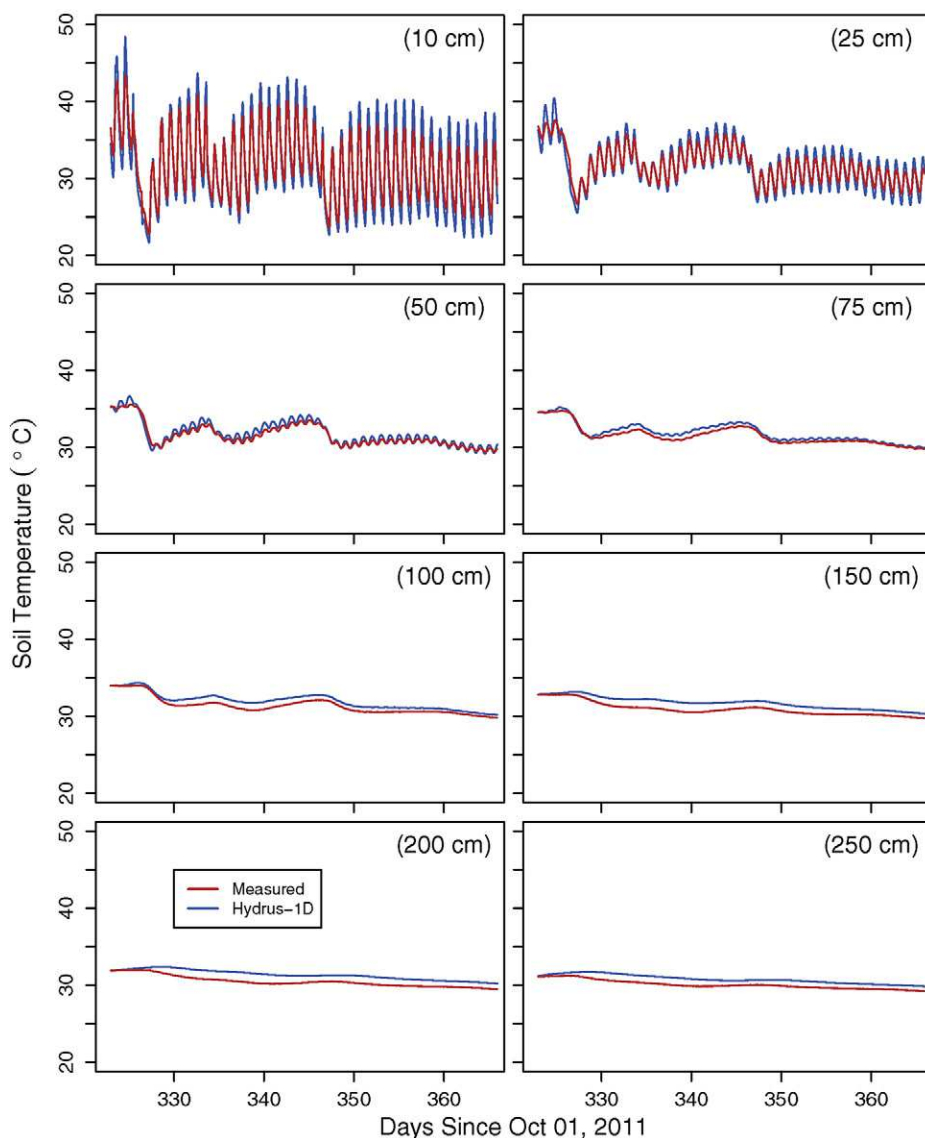 (10 cm)
(25 cm)
50
40
30
20
(50 cm)
(75 cm)
50
40
30
20
(100 cm)
(150 cm)
50
40
30
20
(200 cm)
(250 cm)
50
40
30
20
Measured
Hydrus-1D
330 340 350 360
330 340 350 360
Soil Temperature ( °C)
Days Since Oct 01, 2011